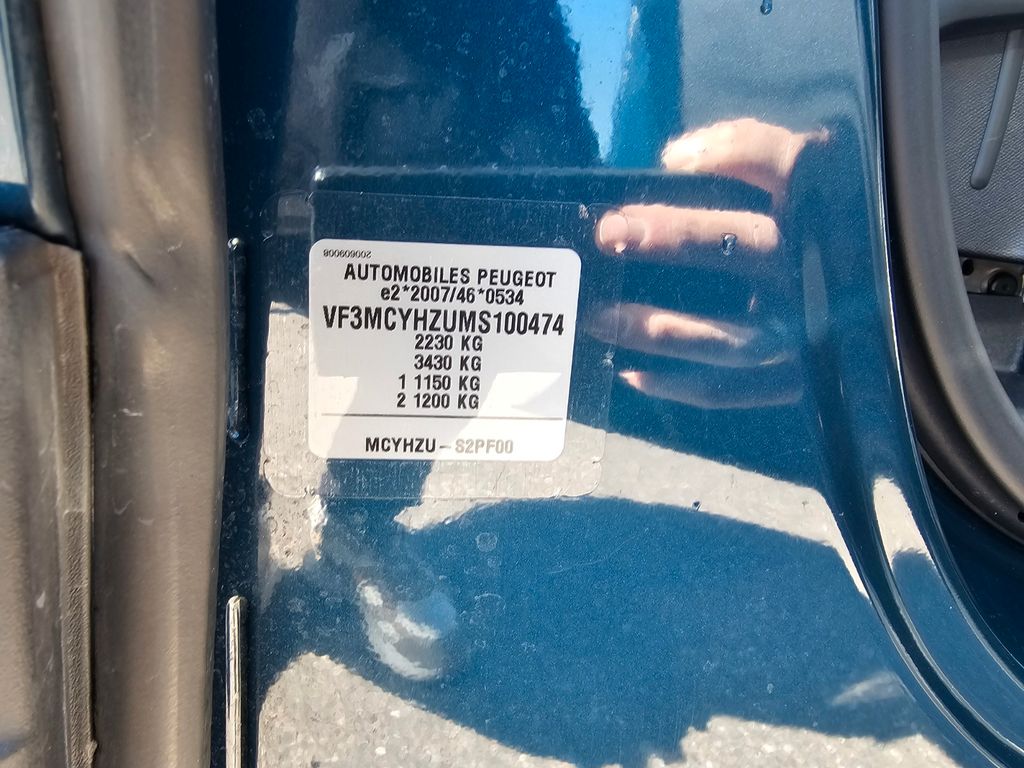 200609008
AUTOMOBILES PEUGEOT
e2*2007/46*0534
VF3MCYHZUMS100474
2230 KG
3430 KG
1 1150 KG
2 1200 KG
MCYHZU - S2PF00